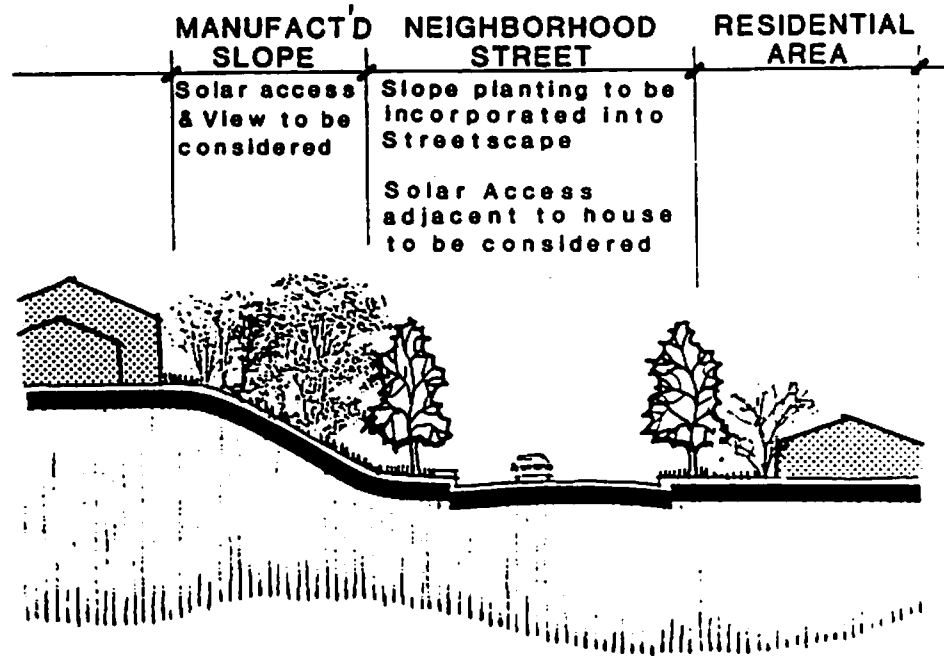 MANUFACT'D
SLOPE
NEIGHBORHOOD
STREET
RESIDENTIAL
AREA
Solar access
& View to be
considered
Slope planting to be
incorporated into
Streetscape
Solar Access
adjacent to house
to be considered